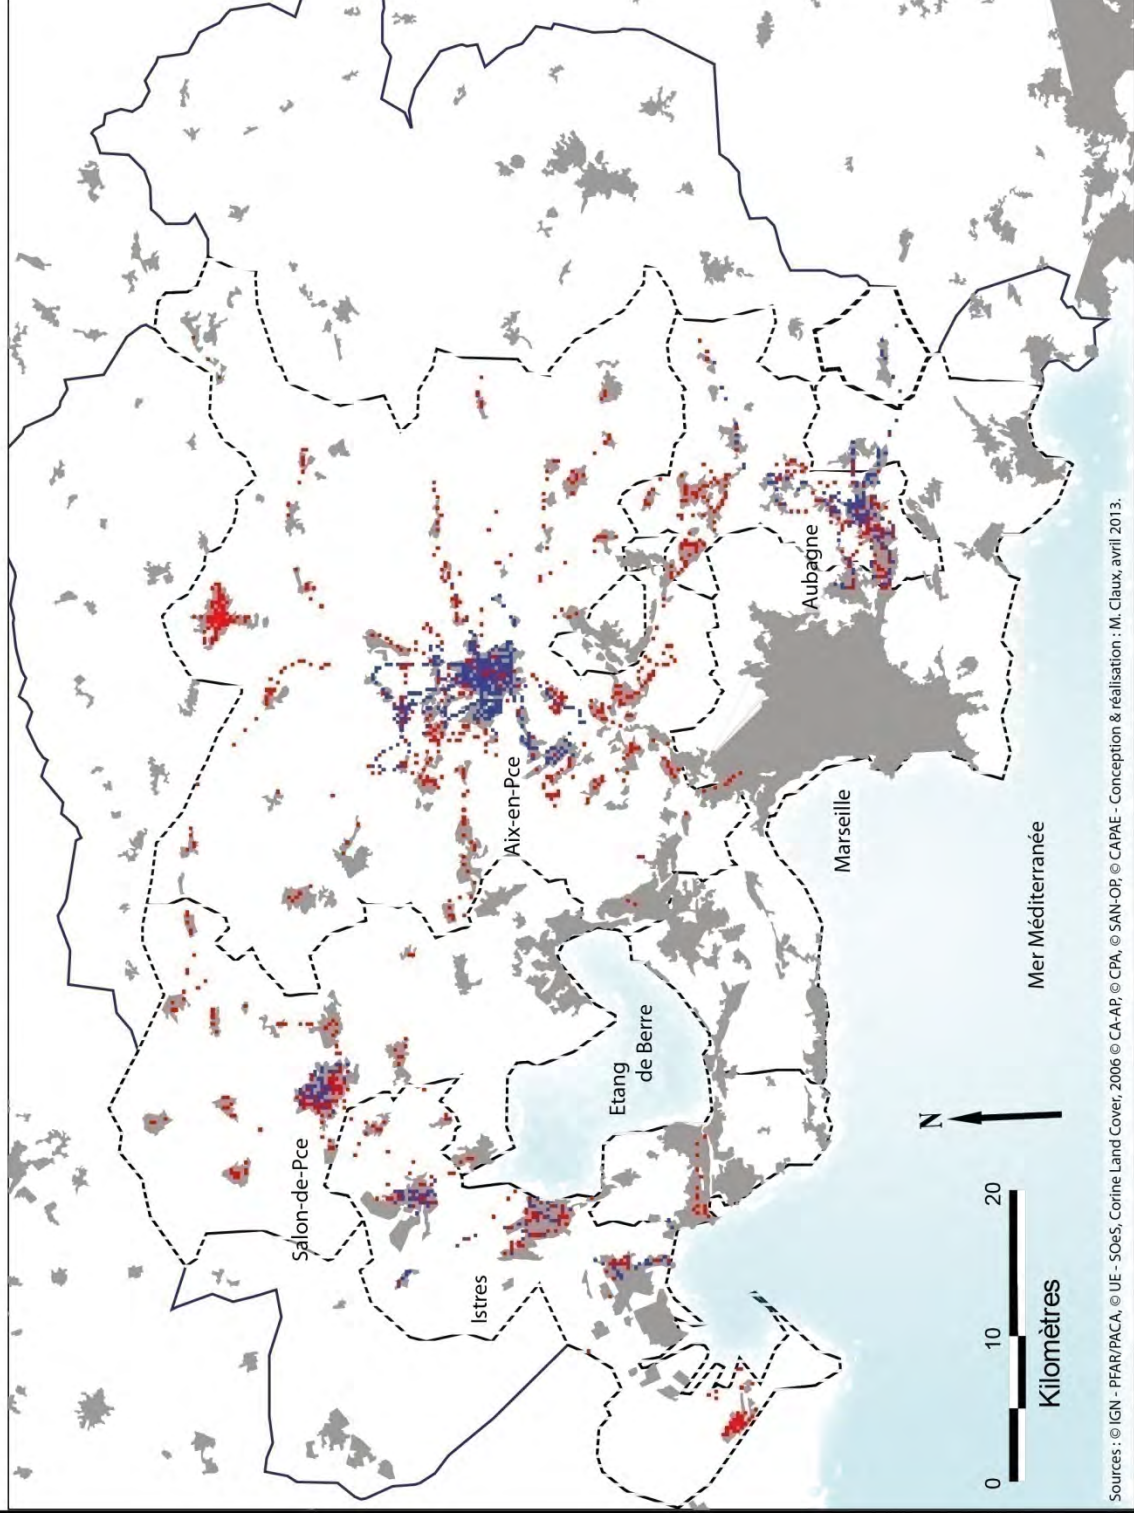 Salon-de-Pce
Istres
Etang
de Berre
Aix-en-Pce
Aubagne
Marseille
Mer Méditerranée
N
0 10 20
Kilomètres
Sources : © IGN - PFAR/PACA, © UE - SOeS, Corine Land Cover, 2006 © CA-AP, © CPA, © SAN-OP, © CAPAE - Conception & réalisation : M. Claux, avril 2013.